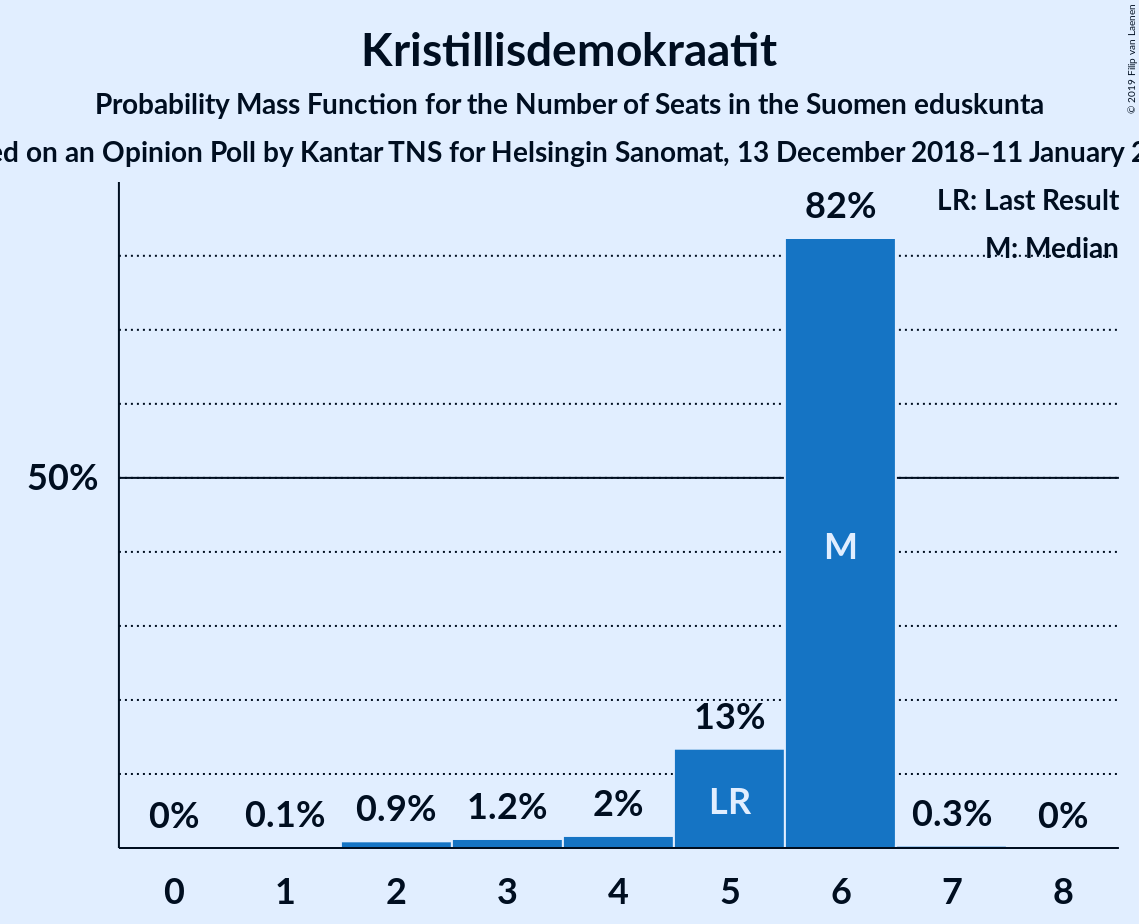 Kristillisdemokraatit
Probability Mass Function for the Number of Seats in the Suomen eduskunta
on an Opinion Poll by Kantar TNS for Helsingin Sanomat, 13 December 2018–11 January
© 2019 Filip van Laenen
LR: Last Result
M: Median
82%
50%
M
13%
LR
0%
0.1%
0.9%
1.2%
2%
0.3%
0%
0 1 2 3 4 5 6 7 8